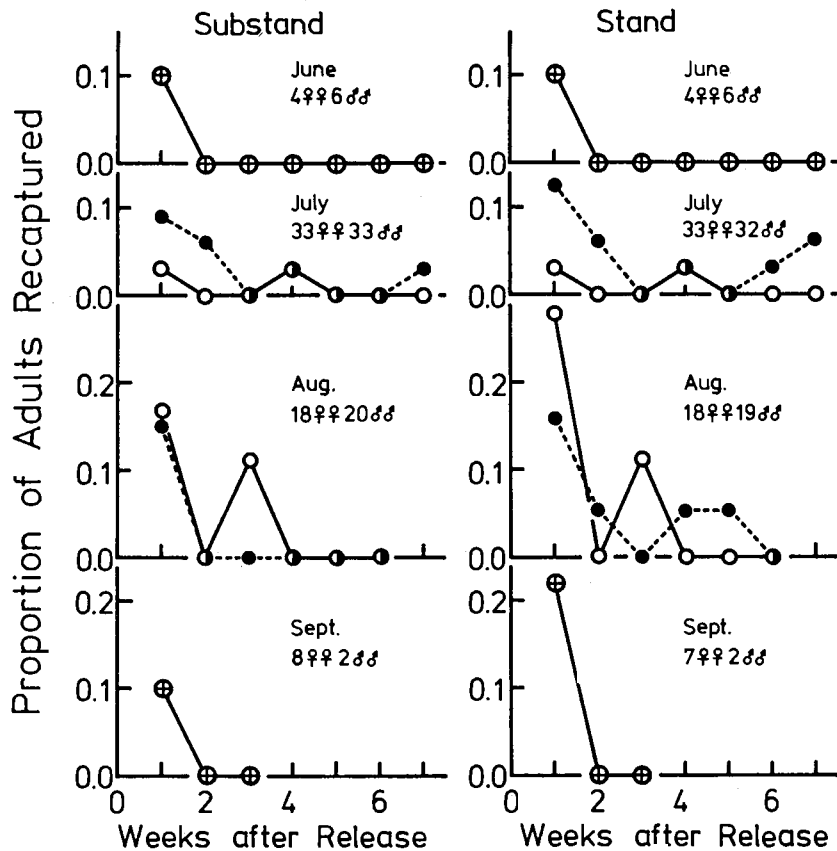 Substand
Stand
Proportion of Adults Recaptured
0.1
0.0
June
4♀♀6♂♂
0.1
0.0
June
4♀♀6♂♂
0.1
0.0
July
33♀♀33♂♂
0.1
0.0
July
33♀♀32♂♂
0.2
0.1
0.0
Aug.
18♀♀20♂♂
0.2
0.1
0.0
Aug.
18♀♀19♂♂
0.2
0.1
0.0
Sept.
8♀♀2♂♂
0.2
0.1
0.0
Sept.
7♀♀2♂♂
0 2 4 6
0 2 4 6
Weeks after Release
Weeks after Release